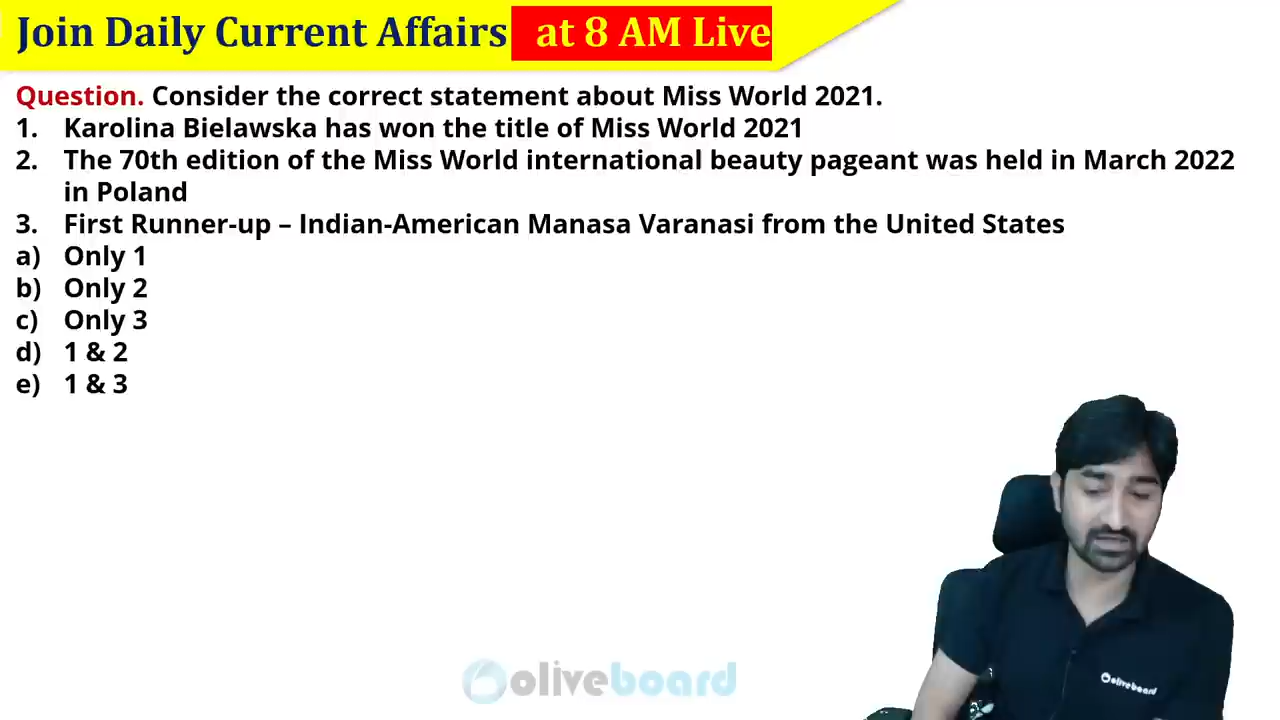 Join Daily Current Affairs at 8 AM Live
Question. Consider the correct statement about Miss World 2021.
1. Karolina Bielawska has won the title of Miss World 2021
2. The 70th edition of the Miss World international beauty pageant was held in March 2022
in Poland
3. First Runner-up – Indian-American Manasa Varanasi from the United States
a) Only 1
b) Only 2
c) Only 3
d) 1 & 2
e) 1 & 3
oliveboard
oliveboard